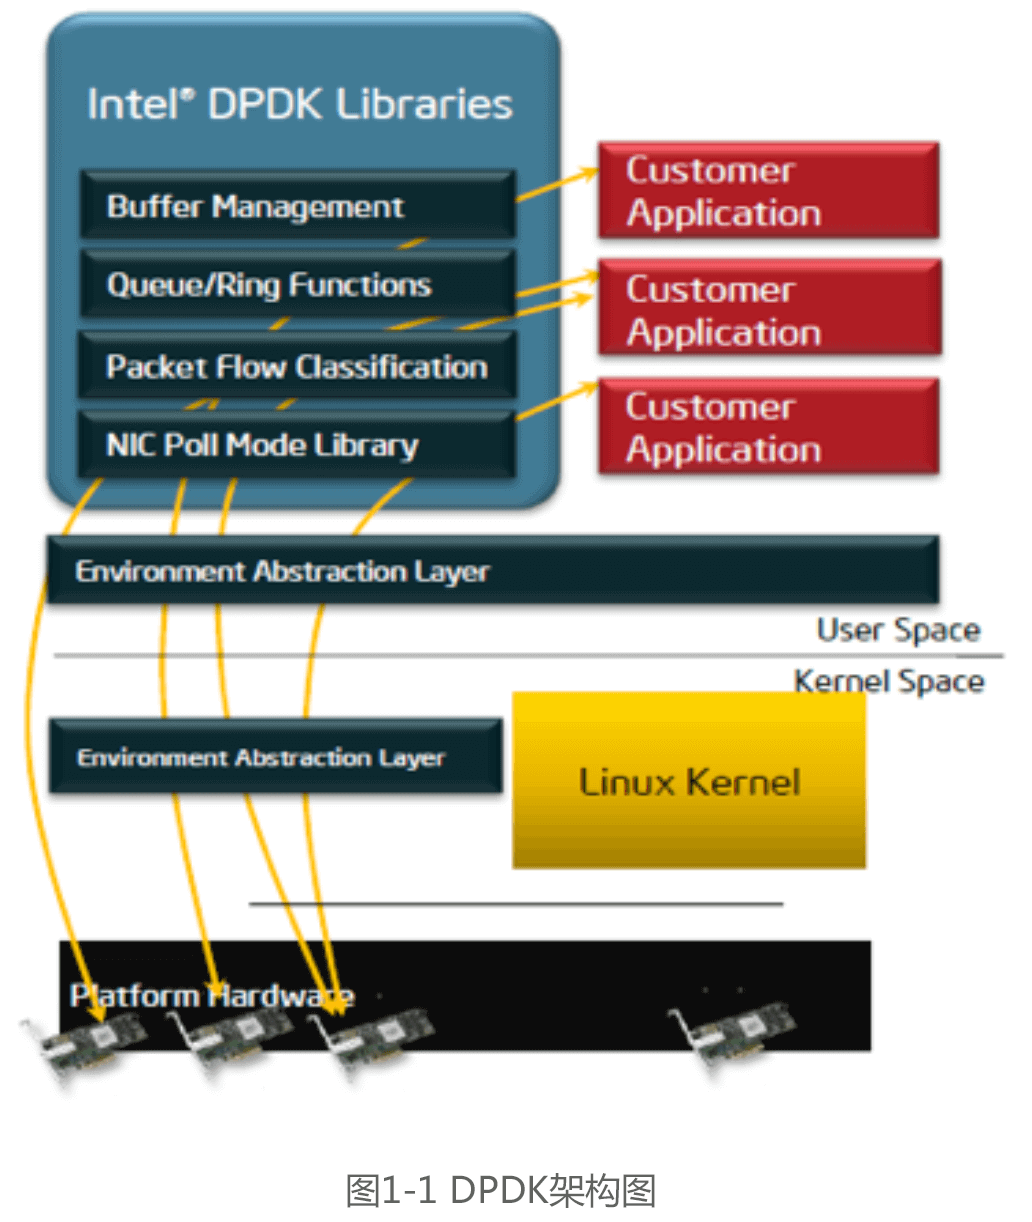 Intel® DPDK Libraries
Buffer Management
Queue/Ring Functions
Packet Flow Classification
NIC Poll Mode Library
Customer
Application
Customer
Application
Customer
Application
Environment Abstraction Layer
User Space
Kernel Space
Environment Abstraction Layer
Linux Kernel
Platform Hardware
图1-1 DPDK架构图